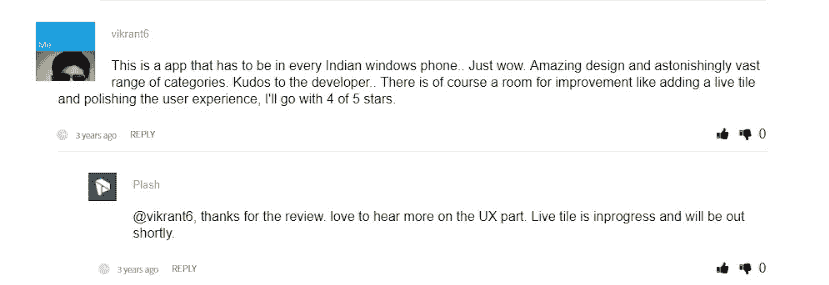 vikrant6
Me
This is a app that has to be in every Indian windows phone.. Just wow. Amazing design and astonishingly vast
range of categories. Kudos to the developer.. There is of course a room for improvement like adding a live tile
and polishing the user experience, I'll go with 4 of 5 stars.
3 years ago REPLY 0
Plash
@vikrant6, thanks for the review. love to hear more on the UX part. Live tile is inprogress and will be out
shortly.
3 years ago REPLY 0